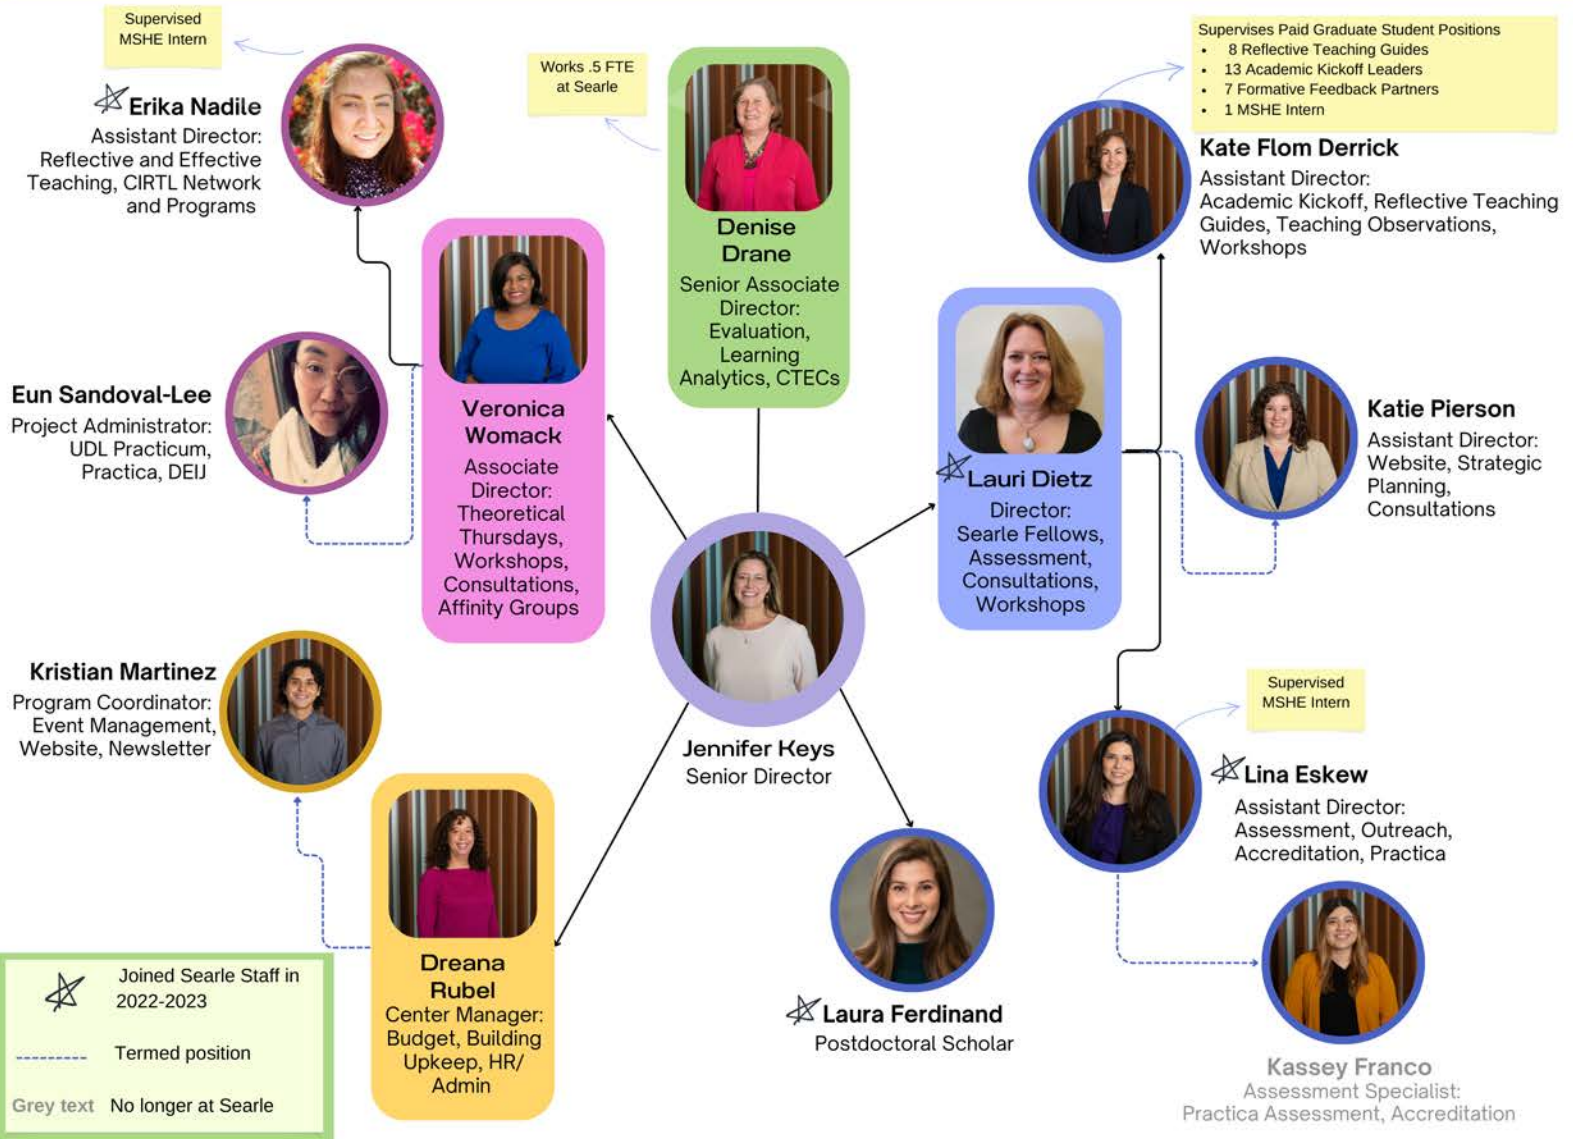 Supervised
MSHE Intern
Erika Nadile
Assistant Director:
Reflective and Effective
Teaching, CIRTL Network
and Programs
Works .5 FTE
at Searle
Denise
Drane
Senior Associate
Director:
Evaluation,
Learning
Analytics, CTECs
Supervises Paid Graduate Student Positions
• 8 Reflective Teaching Guides
• 13 Academic Kickoff Leaders
• 7 Formative Feedback Partners
• 1 MSHE Intern
Kate Flom Derrick
Assistant Director:
Academic Kickoff, Reflective Teaching
Guides, Teaching Observations,
Workshops
Eun Sandoval-Lee
Project Administrator:
UDL Practicum,
Practica, DEIJ
Veronica
Womack
Associate
Director:
Theoretical
Thursdays,
Workshops,
Consultations,
Affinity Groups
Lauri Dietz
Director:
Searle Fellows,
Assessment,
Consultations,
Workshops
Katie Pierson
Assistant Director:
Website, Strategic
Planning,
Consultations
Kristian Martinez
Program Coordinator:
Event Management,
Website, Newsletter
Jennifer Keys
Senior Director
Supervised
MSHE Intern
Lina Eskew
Assistant Director:
Assessment, Outreach,
Accreditation, Practica
Dreana
Rubel
Center Manager:
Budget, Building
Upkeep, HR/
Admin
Laura Ferdinand
Postdoctoral Scholar
Kassey Franco
Assessment Specialist:
Practica Assessment, Accreditation
Joined Searle Staff in
2022-2023
Termed position
Grey text No longer at Searle